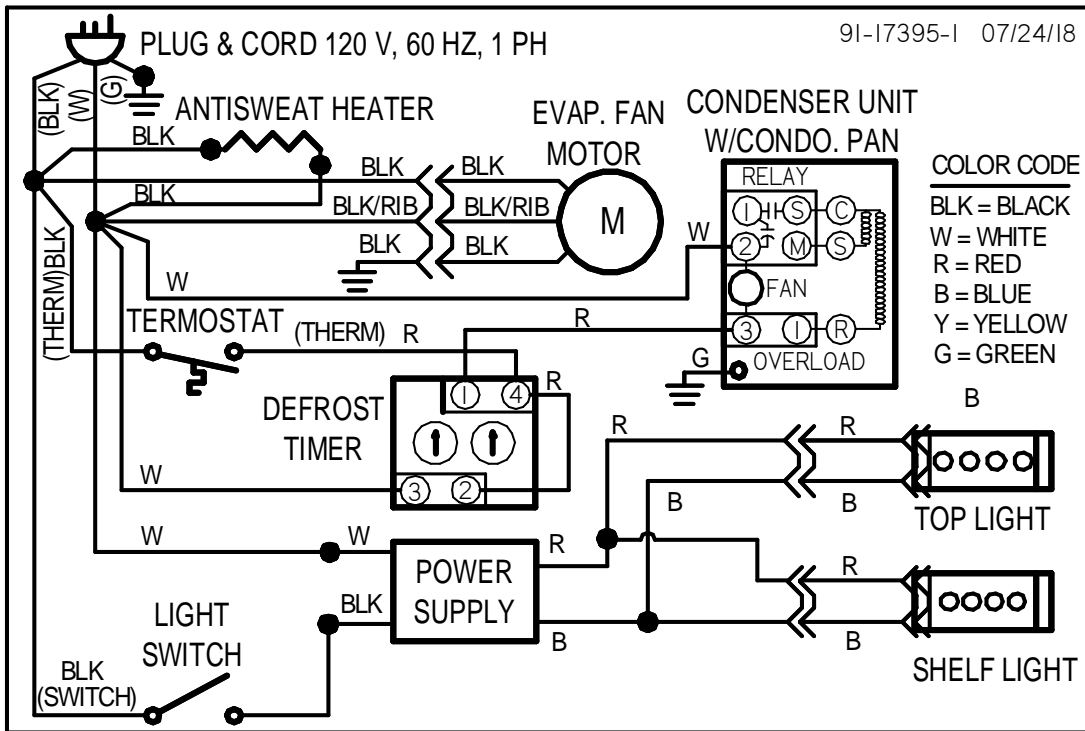 PLUG & CORD 120 V, 60 HZ, 1 PH
91-17395-1 07/24/18
(BLK)
(W)
(G)
ANTISWEAT HEATER
BLK
EVAP. FAN
MOTOR
M
CONDENSER UNIT
W/CONDO. PAN
RELAY
1
S
C
2
M
S
FAN
3
1
R
OVERLOAD
COLOR CODE
BLK = BLACK
W = WHITE
R = RED
B = BLUE
Y = YELLOW
G = GREEN
BLK
BLK
BLK
BLK/RIB
BLK/RIB
BLK
BLK
W
W
(THERM)BLK
TERMOSTAT
(THERM)
R
R
G
DEFROST
TIMER
1
4
R
3
2
W
B
R
R
B
B
TOP LIGHT
W
W
POWER
SUPPLY
R
B
BLK
R
B
SHELF LIGHT
LIGHT
SWITCH
BLK
(SWITCH)